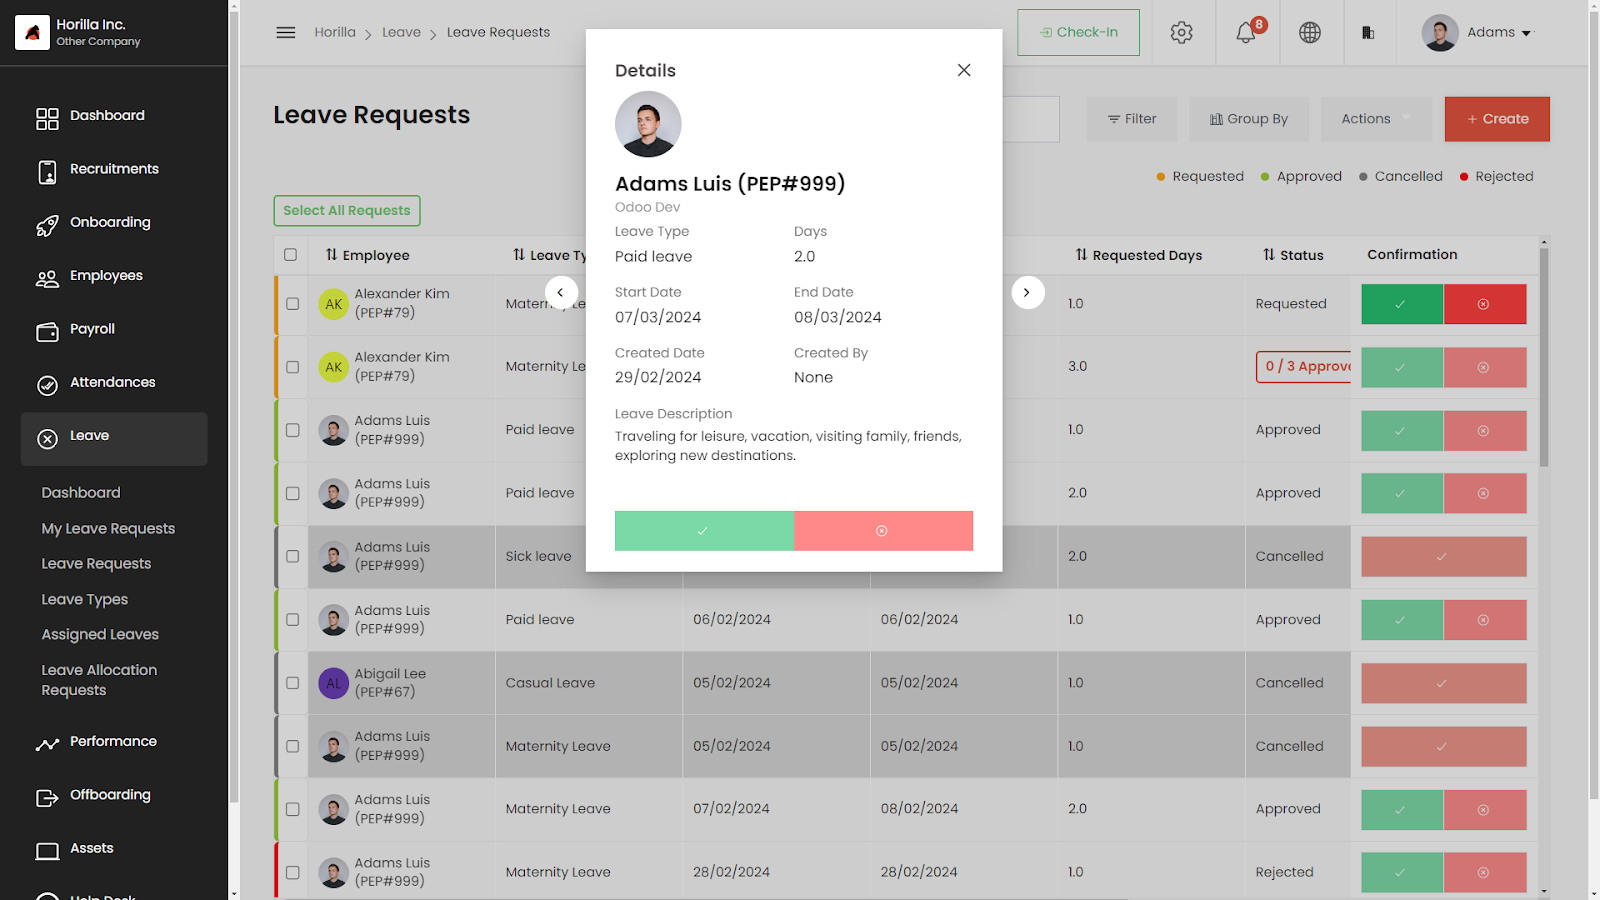 Horilla Inc.
Other Company
Horilla
Leave
Leave Requests
Check-In
8
Adams
Dashboard
Recruitments
Onboarding
Employees
Payroll
Attendances
Leave
Dashboard
My Leave Requests
Leave Requests
Leave Types
Assigned Leaves
Leave Allocation
Requests
Performance
Offboarding
Assets
Help Desk
Leave Requests
Filter
Group By
Actions
+ Create
Requested
Approved
Cancelled
Rejected
Select All Requests
Employee
Leave Ty
Requested Days
Status
Confirmation
AK
Alexander Kim
(PEP#79)
Matern
Le
1.0
Requested
AK
Alexander Kim
(PEP#79)
Maternity Le
3.0
0 / 3 Approve
Adams Luis
(PEP#999)
Paid leave
1.0
Approved
Adams Luis
(PEP#999)
Paid leave
2.0
Approved
Adams Luis
(PEP#999)
Sick leave
2.0
Cancelled
Adams Luis
(PEP#999)
Paid leave
06/02/2024
06/02/2024
1.0
Approved
AL
Abigail Lee
(PEP#67)
Casual Leave
05/02/2024
05/02/2024
1.0
Cancelled
Adams Luis
(PEP#999)
Maternity Leave
05/02/2024
05/02/2024
1.0
Cancelled
Adams Luis
(PEP#999)
Maternity Leave
07/02/2024
08/02/2024
2.0
Approved
Adams Luis
(PEP#999)
Maternity Leave
28/02/2024
28/02/2024
1.0
Rejected
Details
Adams Luis (PEP#999)
Odoo Dev
Leave Type
Days
Paid leave
2.0
Start Date
End Date
07/03/2024
08/03/2024
Created Date
Created By
29/02/2024
None
Leave Description
Traveling for leisure, vacation, visiting family, friends,
exploring new destinations.